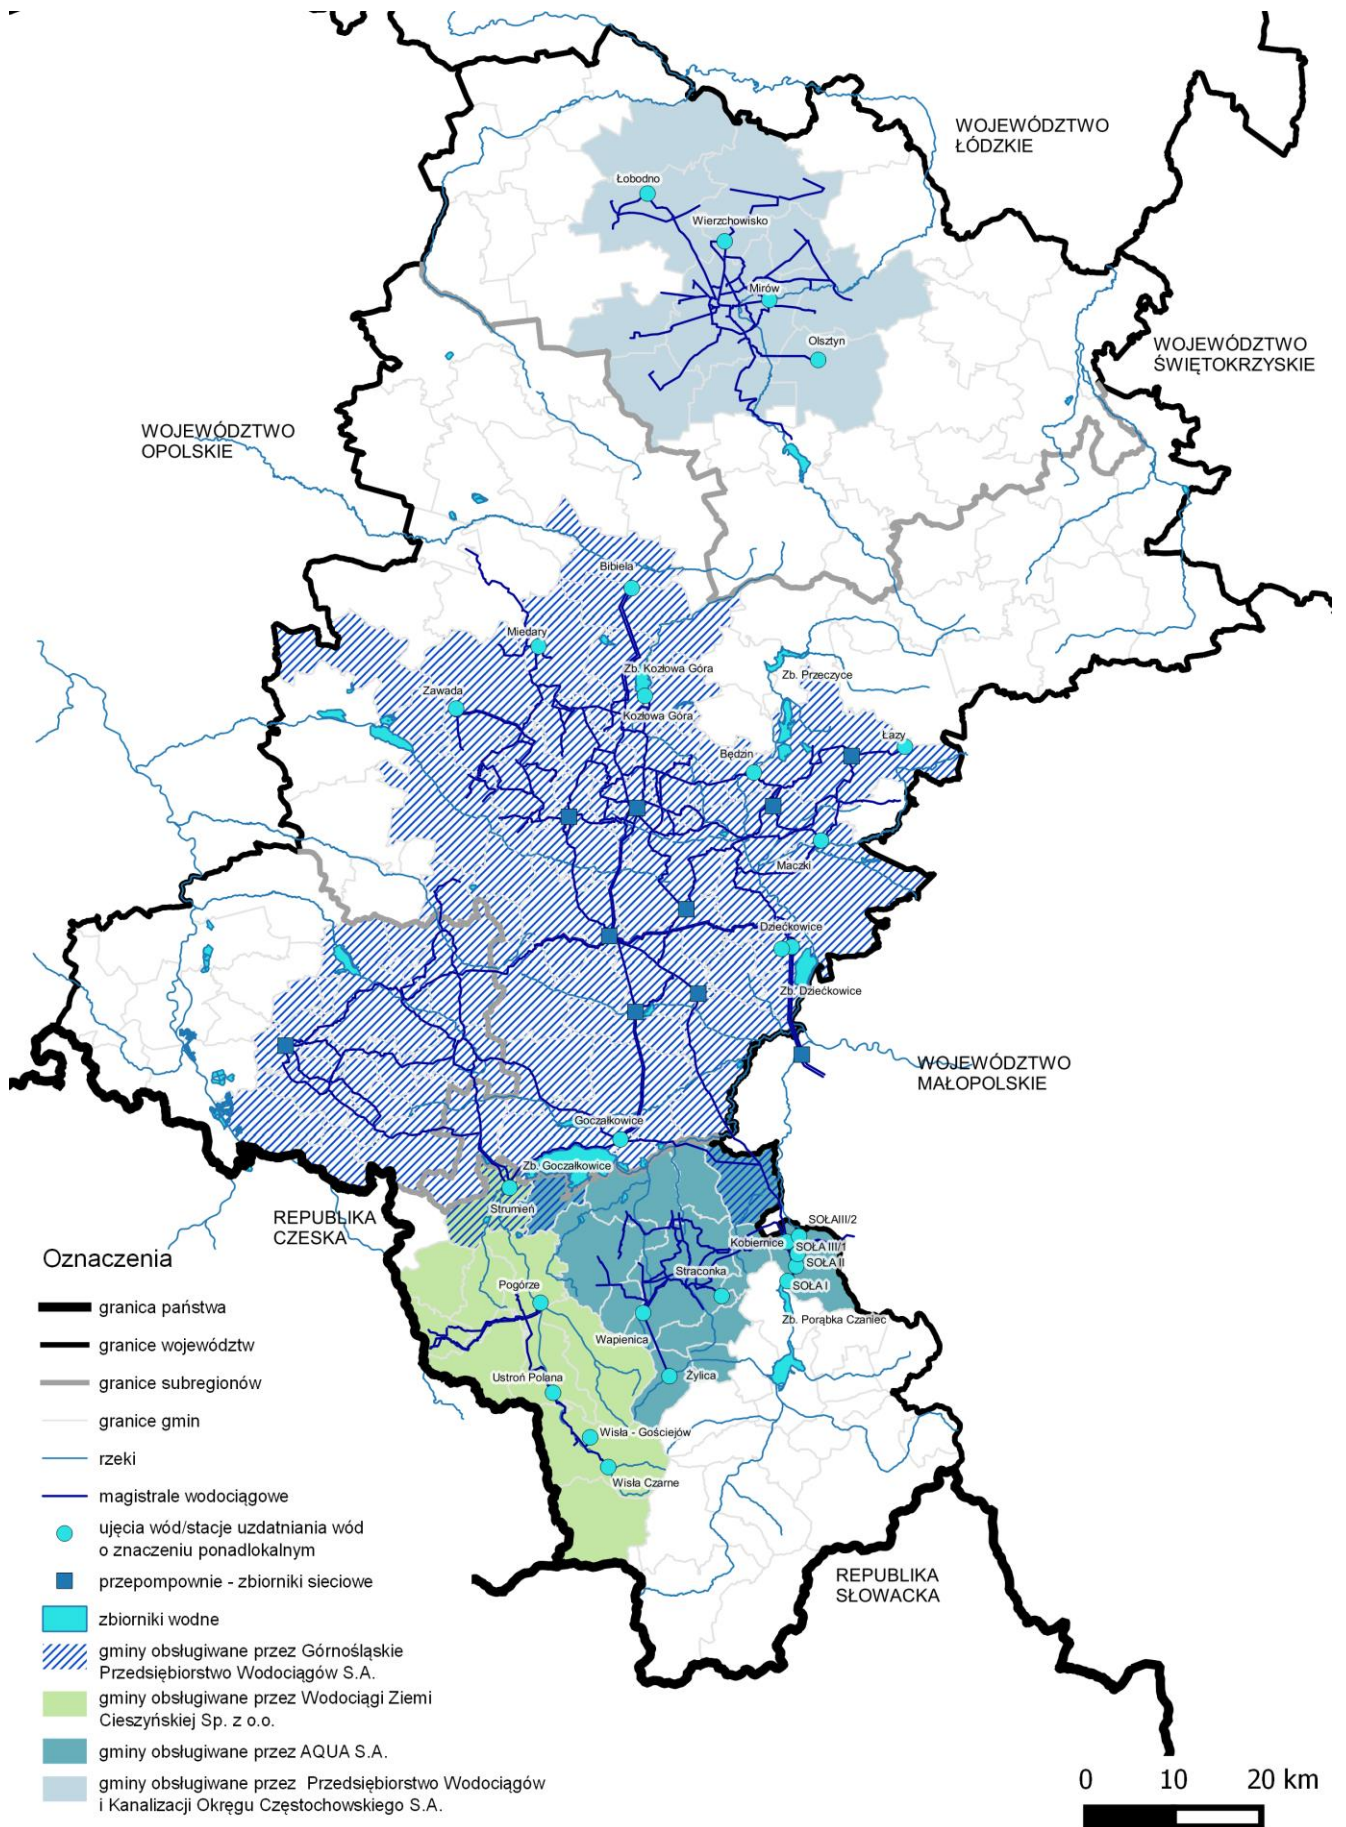 WOJEWÓDZTWO
ŁÓDZKIE
Łobodno
Wierzchowisko
Mirów
Olsztyn
WOJEWÓDZTWO
ŚWIĘTOKRZYSKIE
WOJEWÓDZTWO
OPOLSKIE
Bibiela
Miedary
Zb. Kozłowa Góra
Zb. Przeczyce
Zawada
Kozłowa Góra
Łazy
Będzin
Maczki
Dziećkowice
Zb. Dziećkowice
WOJEWÓDZTWO
MAŁOPOLSKIE
Goczałkowice
Zb. Goczałkowice
Strumień
REPUBLIKA
CZESKA
SOŁAIII/2
Kobiernice
SOŁA III/1
SOŁA II
SOŁA I
Straconka
Pogórze
Zb. Porąbka Czaniec
Wapienica
Ustroń Polana
Żylica
Wisła - Gościejów
Wisła Czarne
REPUBLIKA
SŁOWACKA
Oznaczenia
granica państwa
granice województw
granice subregionów
granice gmin
rzeki
magistrale wodociągowe
ujęcia wód/stacje uzdatniania wód
o znaczeniu ponadlokalnym
przepompownie - zbiorniki sieciowe
zbiorniki wodne
gminy obsługiwane przez Górnośląskie
Przedsiębiorstwo Wodociągów S.A.
gminy obsługiwane przez Wodociągi Ziemi
Cieszyńskiej Sp. z o.o.
gminy obsługiwane przez AQUA S.A.
gminy obsługiwane przez Przedsiębiorstwo Wodociągów
i Kanalizacji Okręgu Częstochowskiego S.A.
0 10 20 km